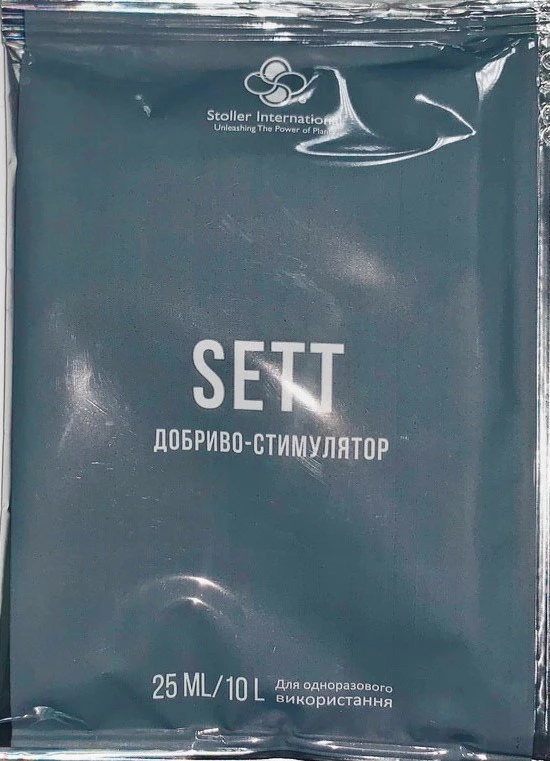 Stoller International
Unleashing The Power of Plants
SETT
ДОБРИВО-СТИМУЛЯТОР
25 ML/10 L Для одноразового
використання